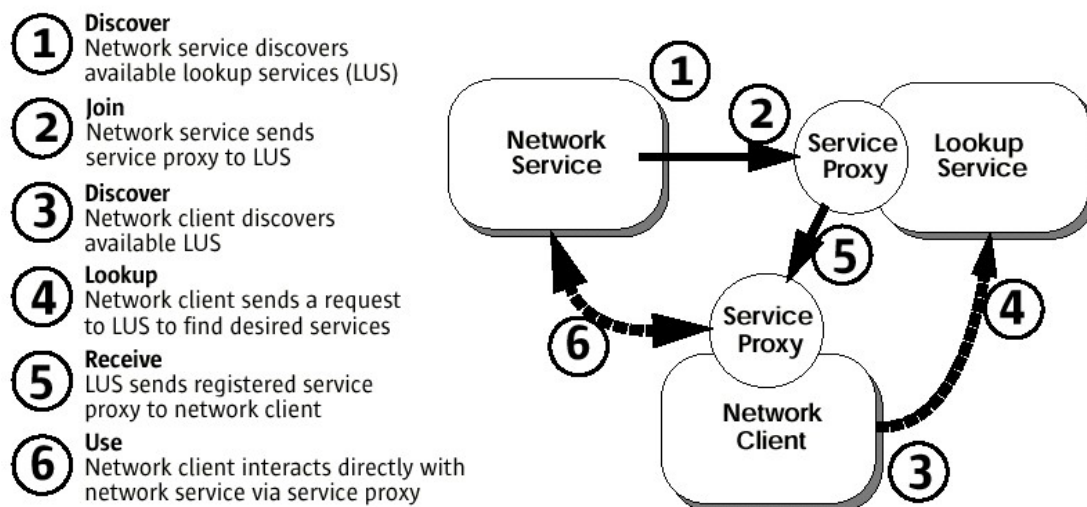 1
Discover
Network service discovers
available lookup services (LUS)
2
Join
Network service sends
service proxy to LUS
3
Discover
Network client discovers
available LUS
4
Lookup
Network client sends a request
to LUS to find desired services
5
Receive
LUS sends registered service
proxy to network client
6
Use
Network client interacts directly with
network service via service proxy
1
Network
Service
2
Service
Proxy
Lookup
Service
5
4
6
Service
Proxy
Network
Client
3